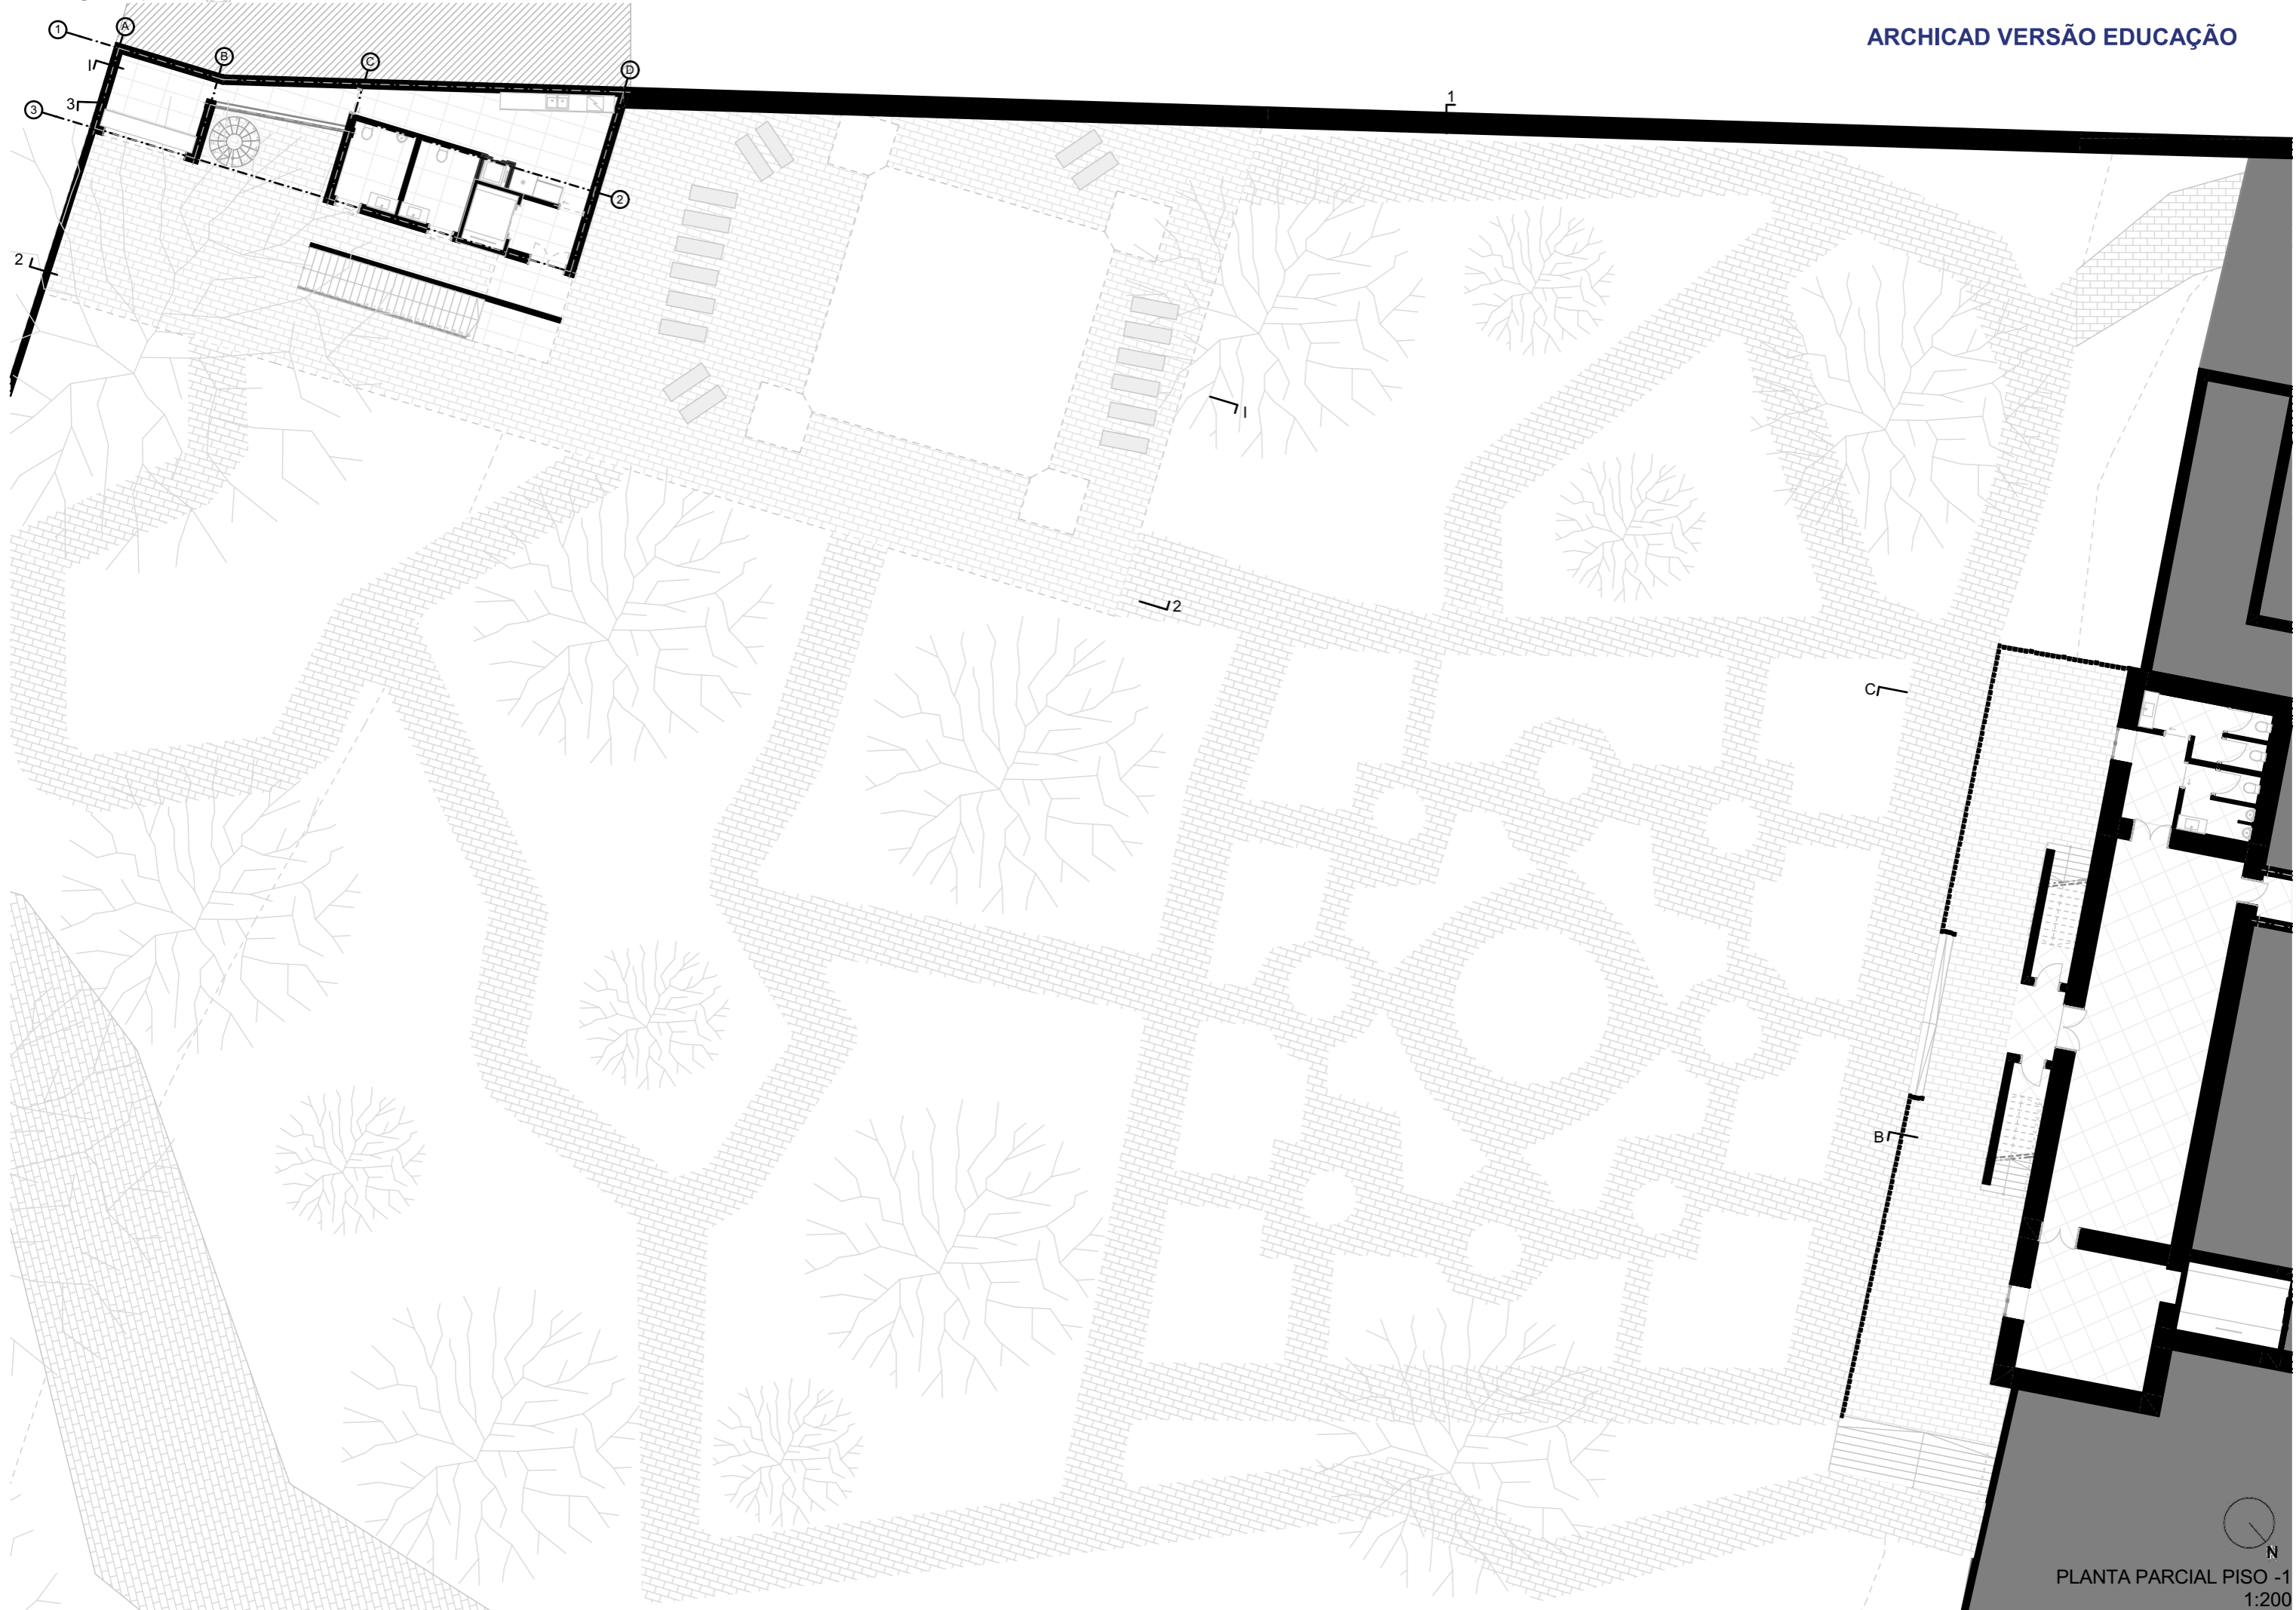 ARCHICAD VERSÃO EDUCAÇÃO
1
A
B
C
D
I
3
3
1
2
2
I
2
C
B
N
PLANTA PARCIAL PISO -1
1:200